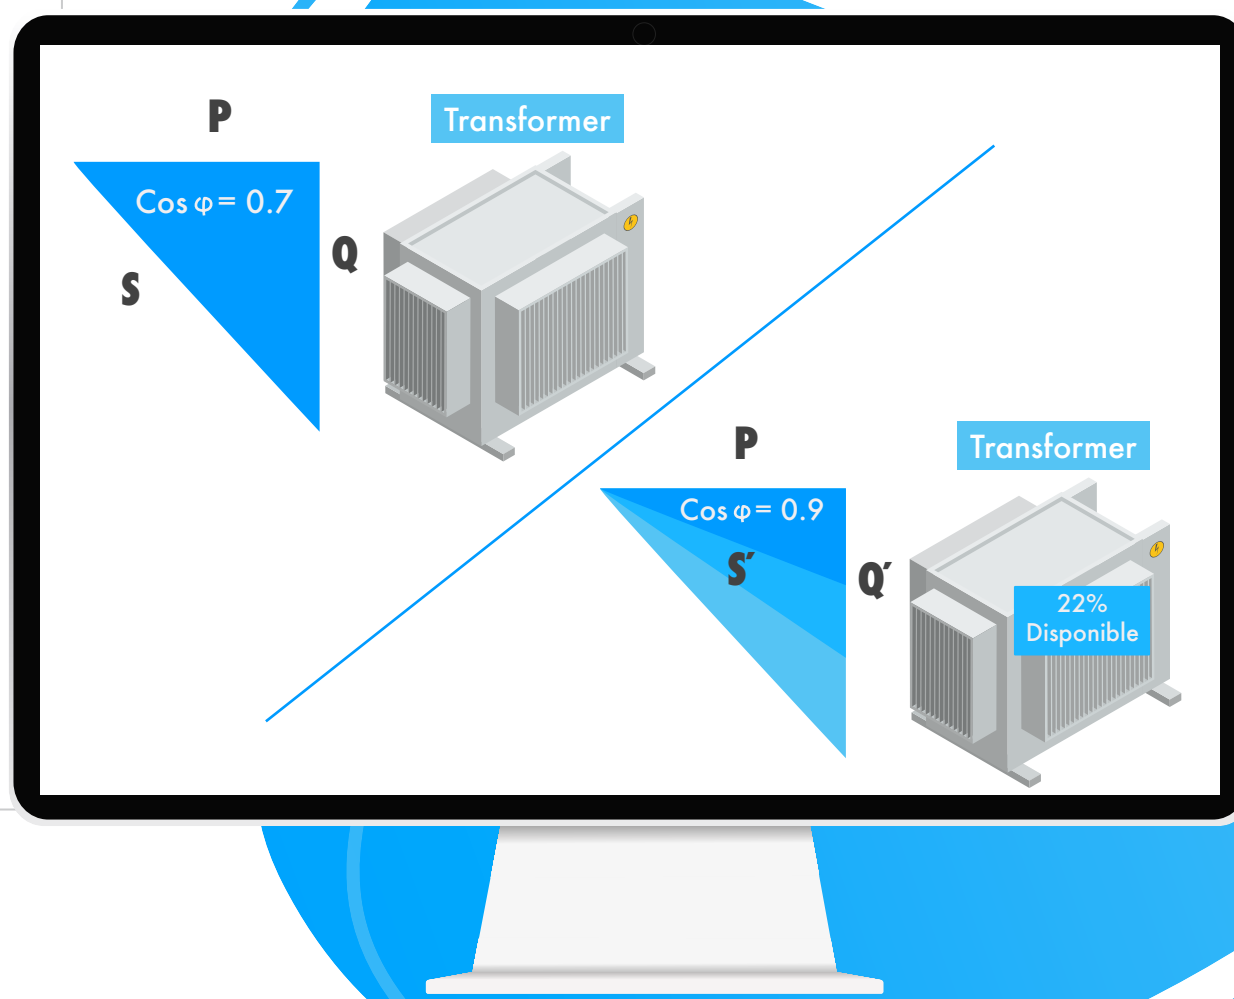 P
Transformer
Cos φ = 0.7
Q
S
P
Transformer
Cos φ = 0.9
S′
Q′
22%
Disponible